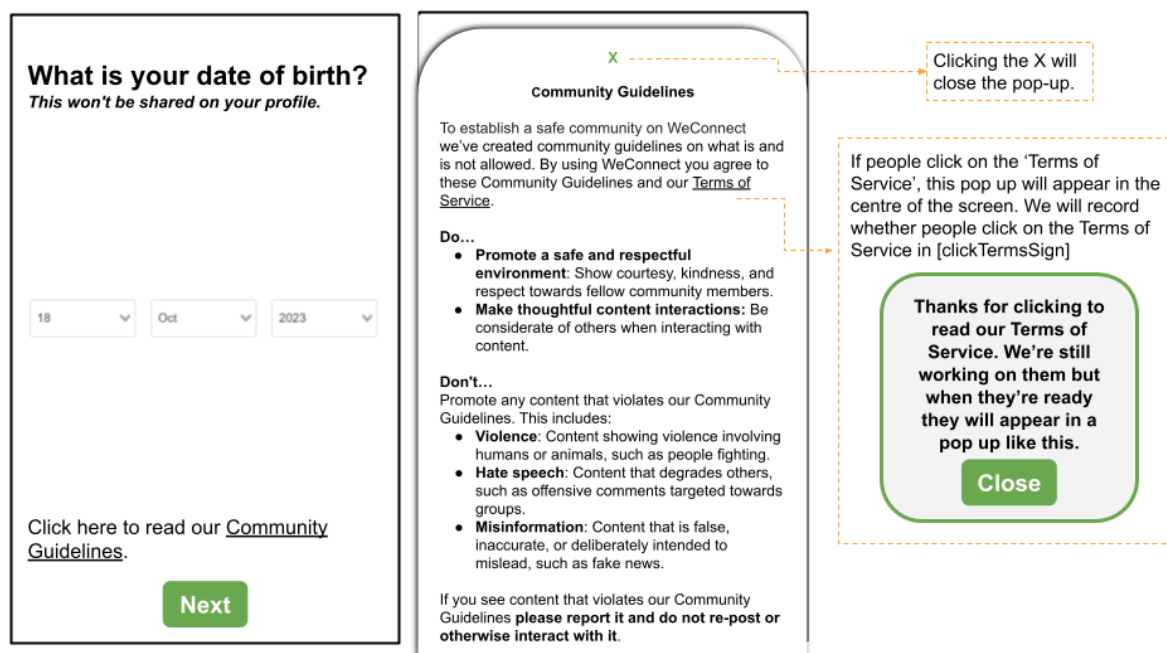 What is your date of birth?
This won't be shared on your profile.
18
Oct
2023
Click here to read our Community
Guidelines.
Next
X
Community Guidelines
To establish a safe community on WeConnect
we've created community guidelines on what is and
is not allowed. By using WeConnect you agree to
these Community Guidelines and our Terms of
Service.
Do…
● Promote a safe and respectful
environment: Show courtesy, kindness, and
respect towards fellow community members.
● Make thoughtful content interactions: Be
considerate of others when interacting with
content.
Don't…
Promote any content that violates our Community
Guidelines. This includes:
● Violence: Content showing violence involving
humans or animals, such as people fighting.
● Hate speech: Content that degrades others,
such as offensive comments targeted towards
groups.
● Misinformation: Content that is false,
inaccurate, or deliberately intended to
mislead, such as fake news.
If you see content that violates our Community
Guidelines please report it and do not re-post or
otherwise interact with it.
Clicking the X will
close the pop-up.
If people click on the 'Terms of
Service', this pop up will appear in the
centre of the screen. We will record
whether people click on the Terms of
Service in [clickTermsSign]
Thanks for clicking to
read our Terms of
Service. We're still
working on them but
when they're ready
they will appear in a
pop up like this.
Close